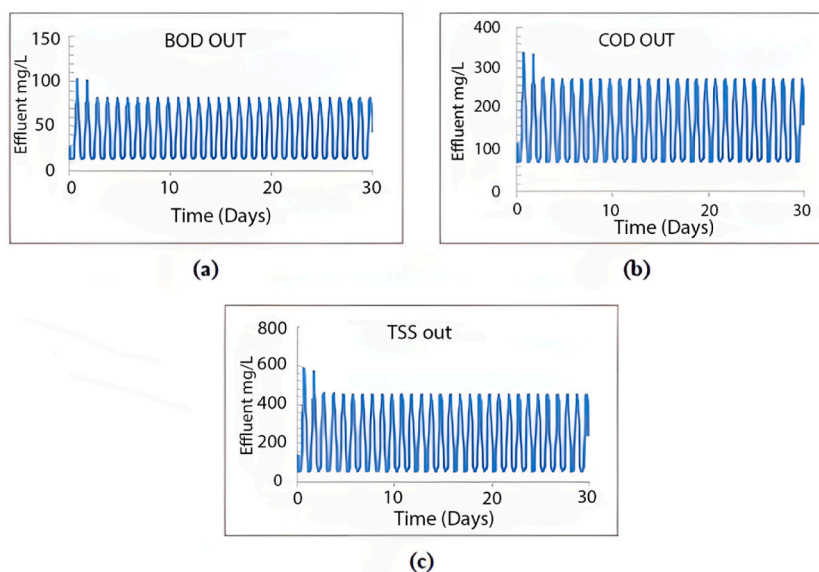 BOD OUT
150
100
50
0
Effluent mg/L
0 10 20 30
Time (Days)
(a)
COD OUT
400
300
200
100
0
Effluent mg/L
0 10 20 30
Time (Days)
(b)
TSS out
800
600
400
200
0
Effluent mg/L
0 10 20 30
Time (Days)
(c)